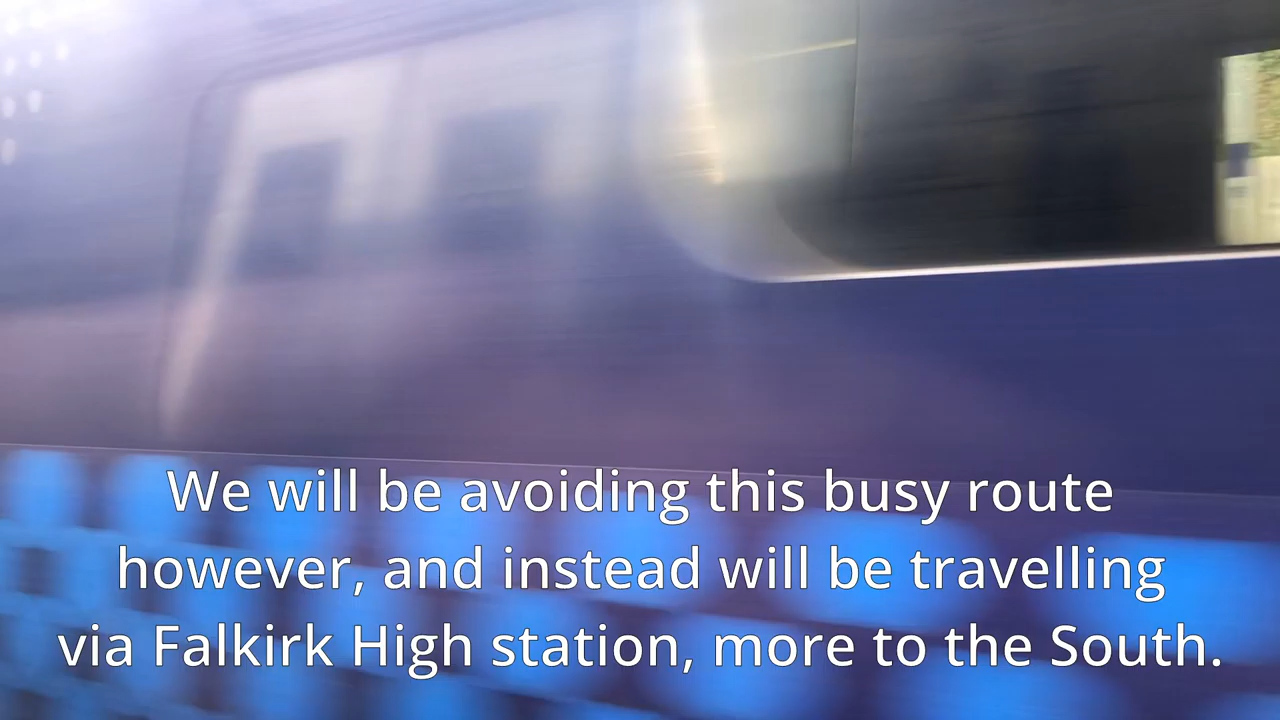 We will be avoiding this busy route
however, and instead will be travelling
via Falkirk High station, more to the South.